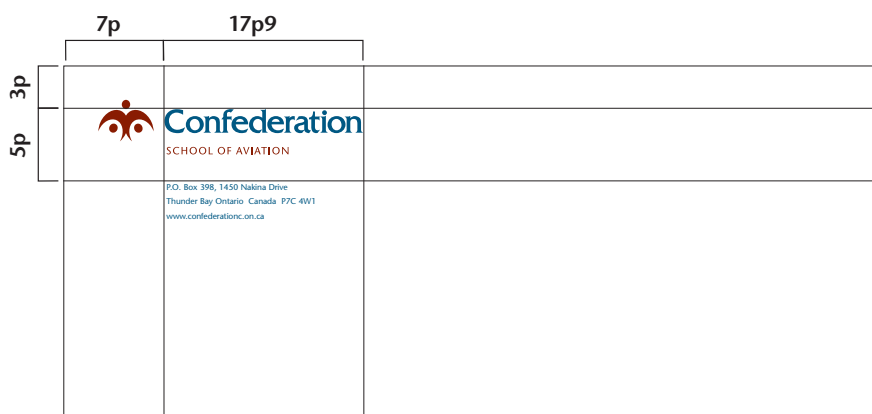 7p 17p9
3p
5p
Confederation
SCHOOL OF AVIATION
P.O. Box 398, 1450 Nakina Drive
Thunder Bay Ontario Canada P7C 4W1
www.confederationc.on.ca